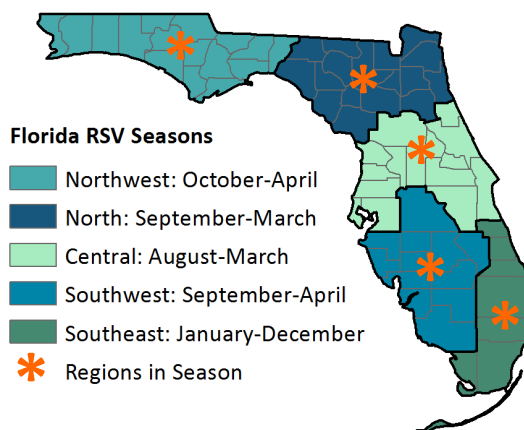 Florida RSV Seasons
Northwest: October-April
North: September-March
Central: August-March
Southwest: September-April
Southeast: January-December
Regions in Season